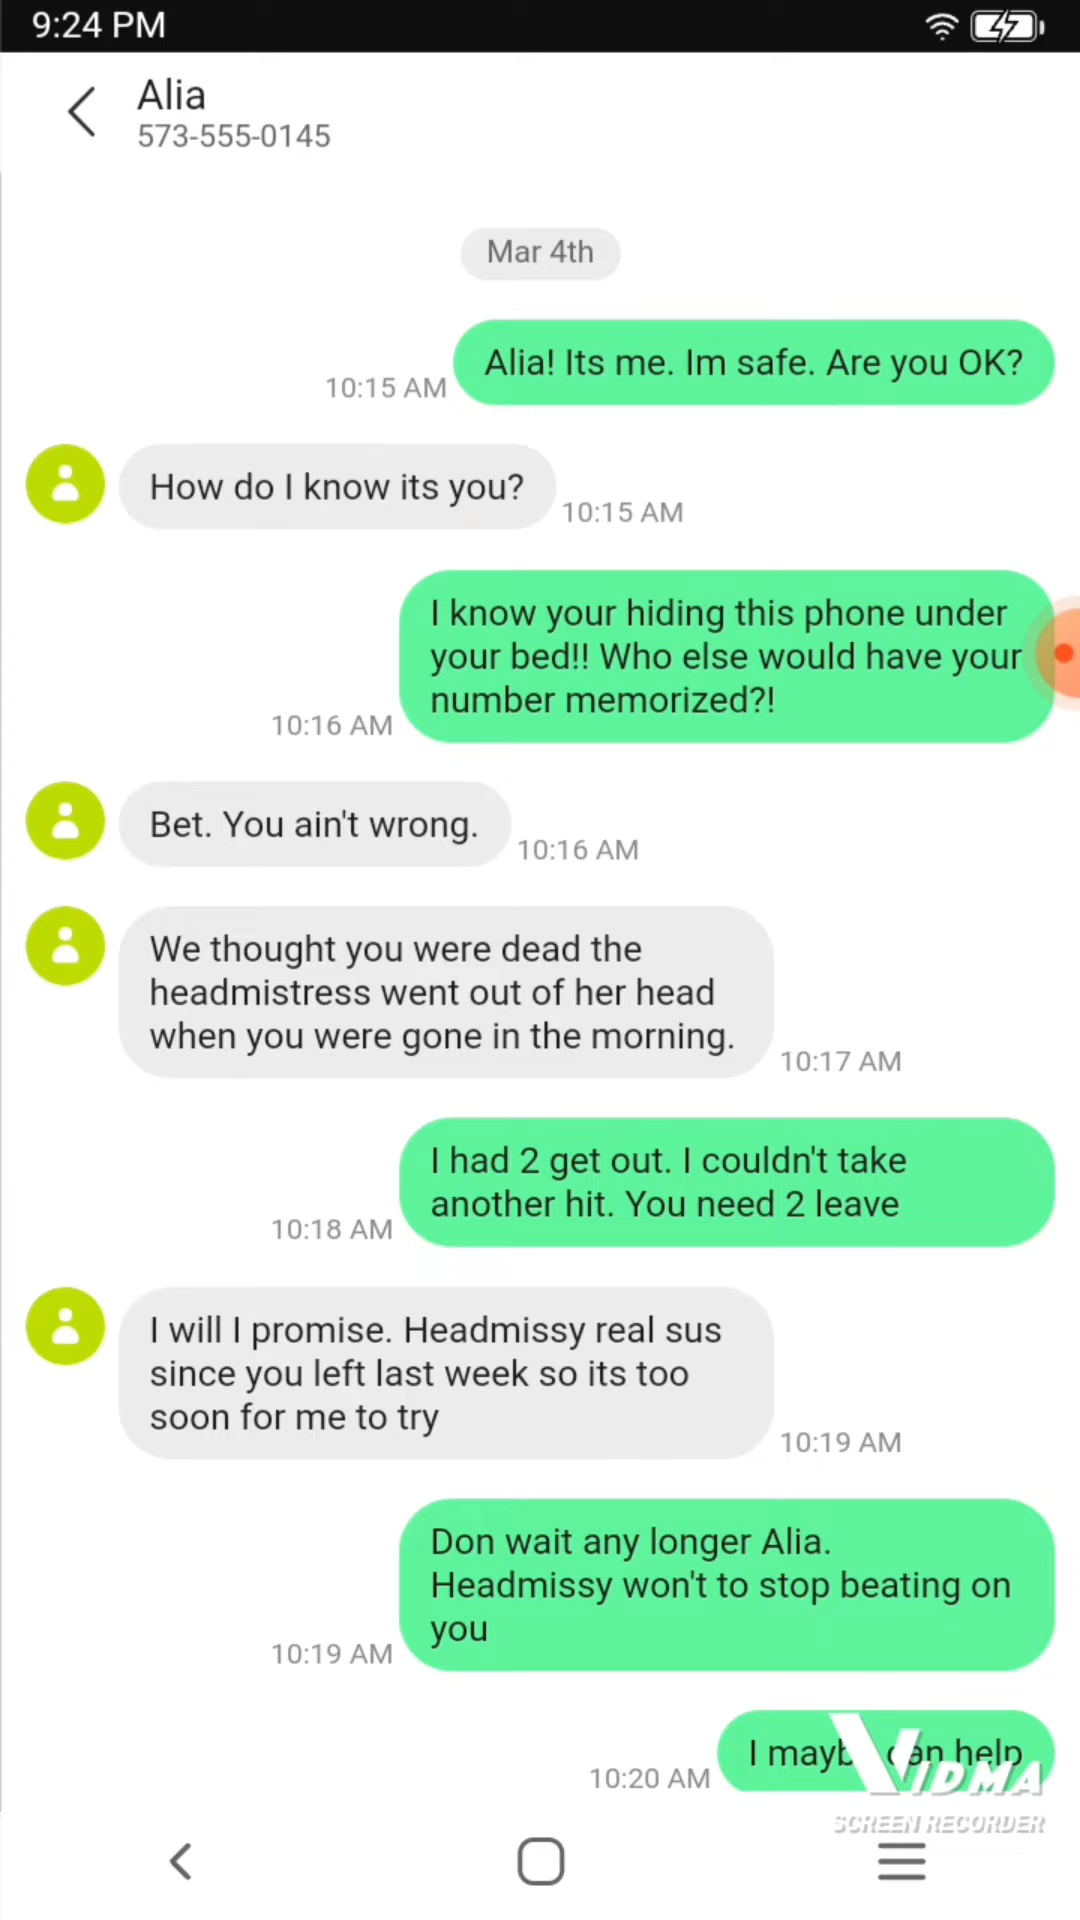 9:24 PM
Alia
573-555-0145
Mar 4th
Alia! Its me. Im safe. Are you OK?
10:15 AM
How do I know its you?
10:15 AM
I know your hiding this phone under
your bed!! Who else would have your
number memorized?!
10:16 AM
Bet. You ain't wrong.
10:16 AM
We thought you were dead the
headmistress went out of her head
when you were gone in the morning.
10:17 AM
I had 2 get out. I couldn't take
another hit. You need 2 leave
10:18 AM
I will I promise. Headmissy real sus
since you left last week so its too
soon for me to try
10:19 AM
Don wait any longer Alia.
Headmissy won't to stop beating on
you
10:19 AM
I can help
10:20 AM
VIDMA
SCREEN RECORDER